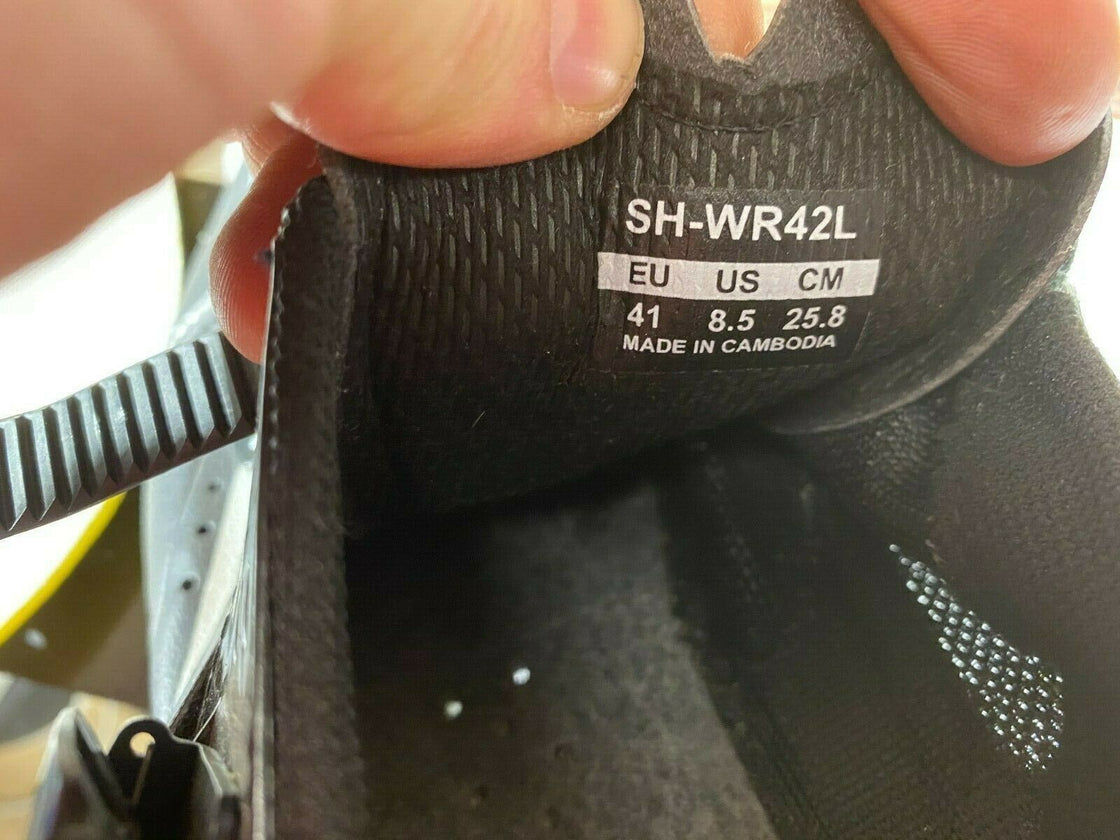 SH-WR42L
EU US CM
41 8.5 25.8
MADE IN CAMBODIA